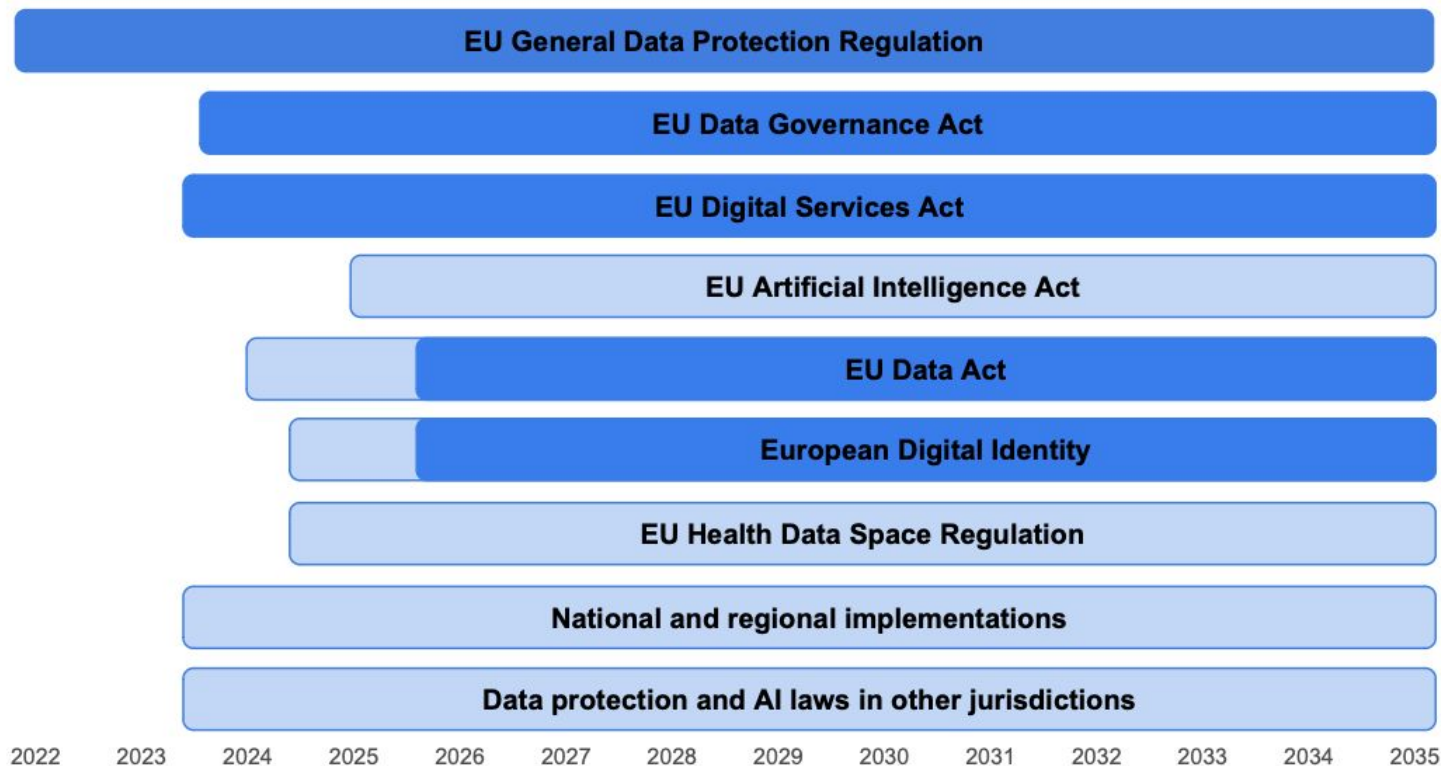 EU General Data Protection Regulation
EU Data Governance Act
EU Digital Services Act
EU Artificial Intelligence Act
EU Data Act
European Digital Identity
EU Health Data Space Regulation
National and regional implementations
Data protection and AI laws in other jurisdictions
2022 2023 2024 2025 2026 2027 2028 2029 2030 2031 2032 2033 2034 2035